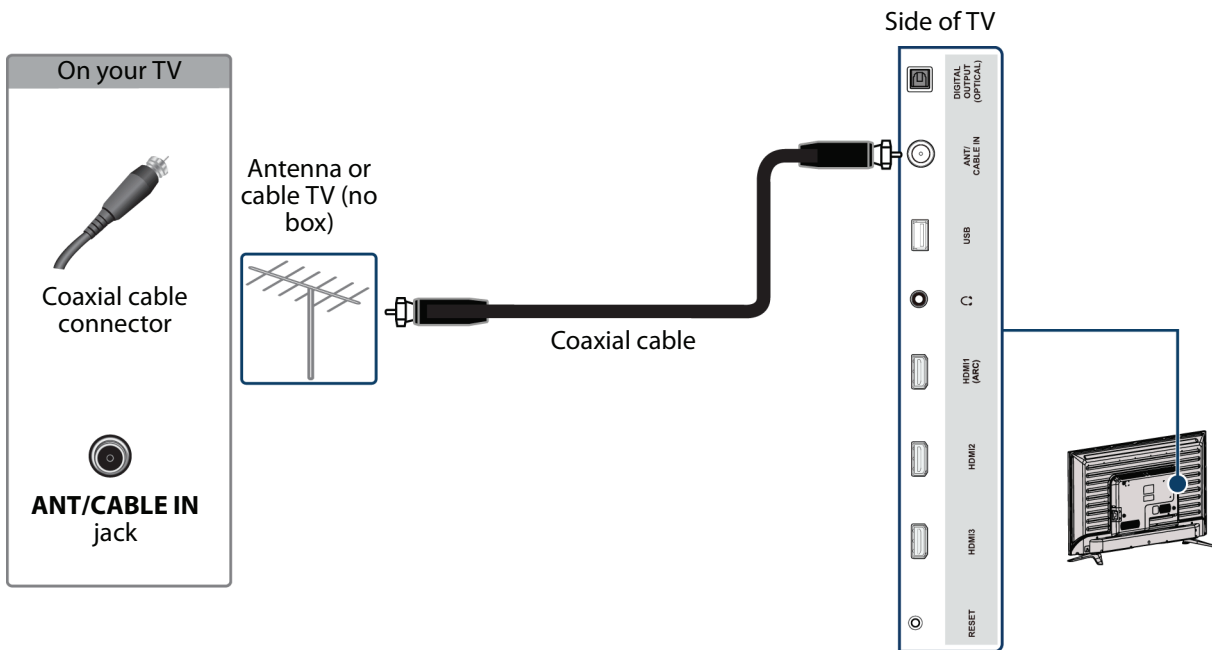 Side of TV
On your TV
Coaxial cable
connector
ANT/CABLE IN
jack
Antenna or
cable TV (no
box)
Coaxial cable
DIGITAL
OUTPUT
(OPTICAL)
ANT/
CABLE IN
USB
HDMI1
(ARC)
HDMI2
HDMI3
RESET